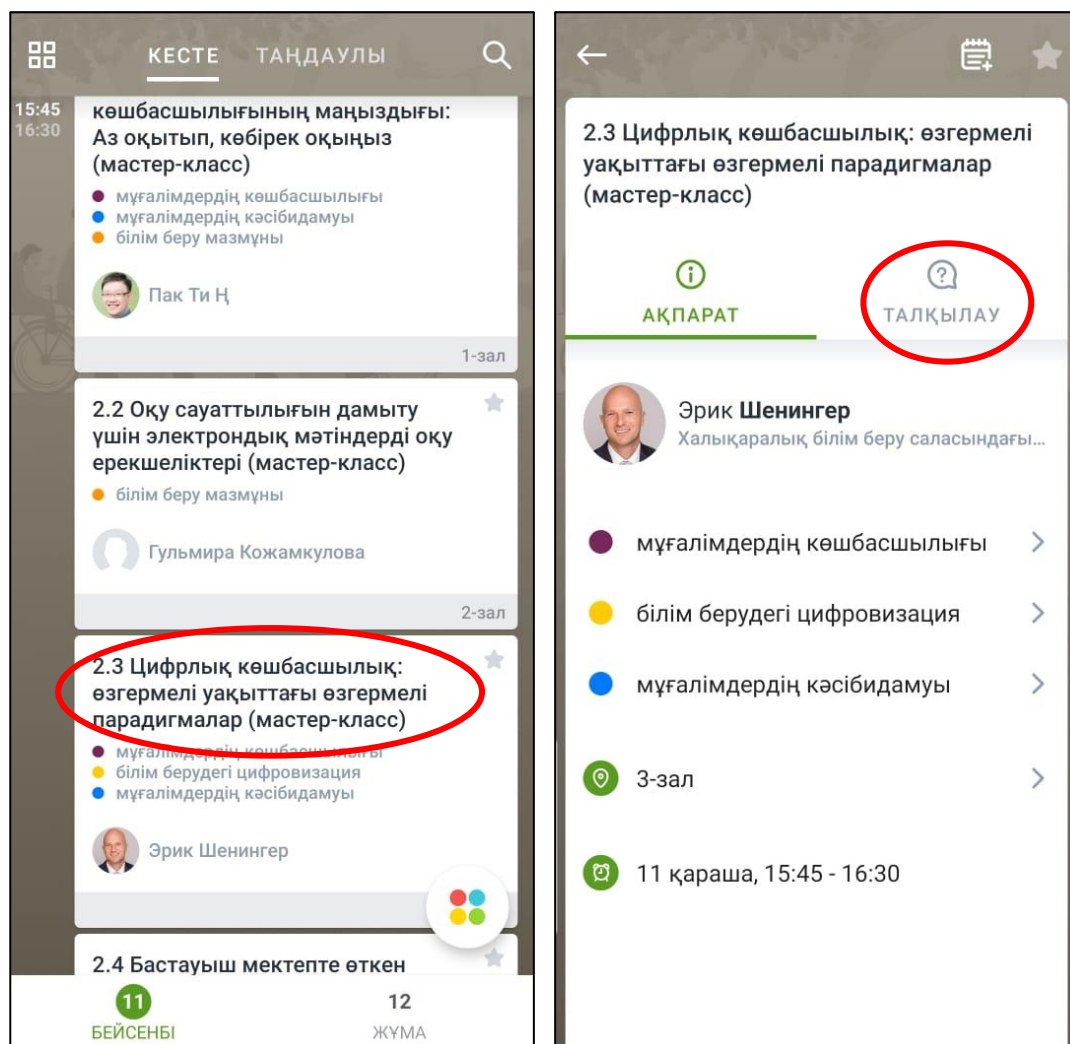 КЕСТЕ ТАҢДАУЛЫ
15:45
16:30
көшбасшылығының маңыздығы:
Аз оқытып, көбірек оқыңыз
(мастер-класс)
мұғалімдердің көшбасшылығы
мұғалімдердің кәсібидамуы
білім беру мазмұны
Пак Ти Ң
1-зал
2.2 Оқу сауаттылығын дамыту
үшін электрондық мәтіндерді оқу
ерекшеліктері (мастер-класс)
білім беру мазмұны
Гульмира Кожамкулова
2-зал
2.3 Цифрлық көшбасшылық:
өзгермелі уақыттағы өзгермелі
парадигмалар (мастер-класс)
мұғалімдердің көшбасшылығы
білім берудегі цифровизация
мұғалімдердің кәсібидамуы
Эрик Шенингер
2.4 Бастауыш мектепте өткен
11
БЕЙСЕНБІ
12
ЖҰМА
2.3 Цифрлық көшбасшылық: өзгермелі
уақыттағы өзгермелі парадигмалар
(мастер-класс)
АҚПАРАТ
ТАЛҚЫЛАУ
Эрик Шенингер
Халықаралық білім беру саласындағы...
мұғалімдердің көшбасшылығы
білім берудегі цифровизация
мұғалімдердің кәсібидамуы
3-зал
11 қараша, 15:45 - 16:30